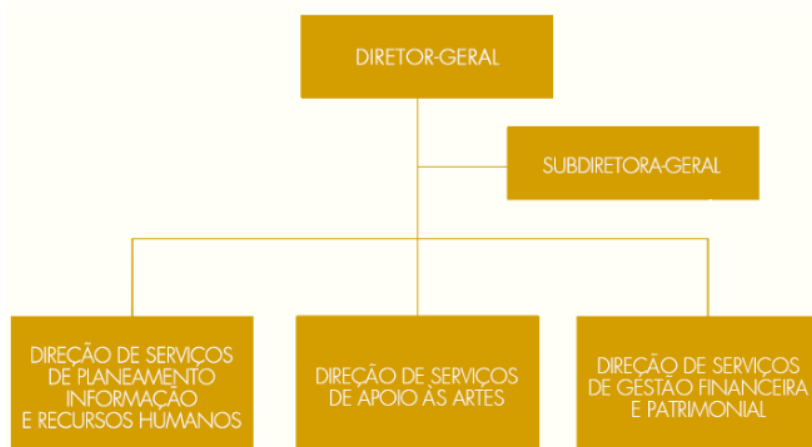 DIRETOR-GERAL
SUBDIRETORA-GERAL
DIREÇÃO DE SERVIÇOS
DE PLANEAMENTO
INFORMAÇÃO
E RECURSOS HUMANOS
DIREÇÃO DE SERVIÇOS
DE APOIO ÀS ARTES
DIREÇÃO DE SERVIÇOS
DE GESTÃO FINANCEIRA
E PATRIMONIAL